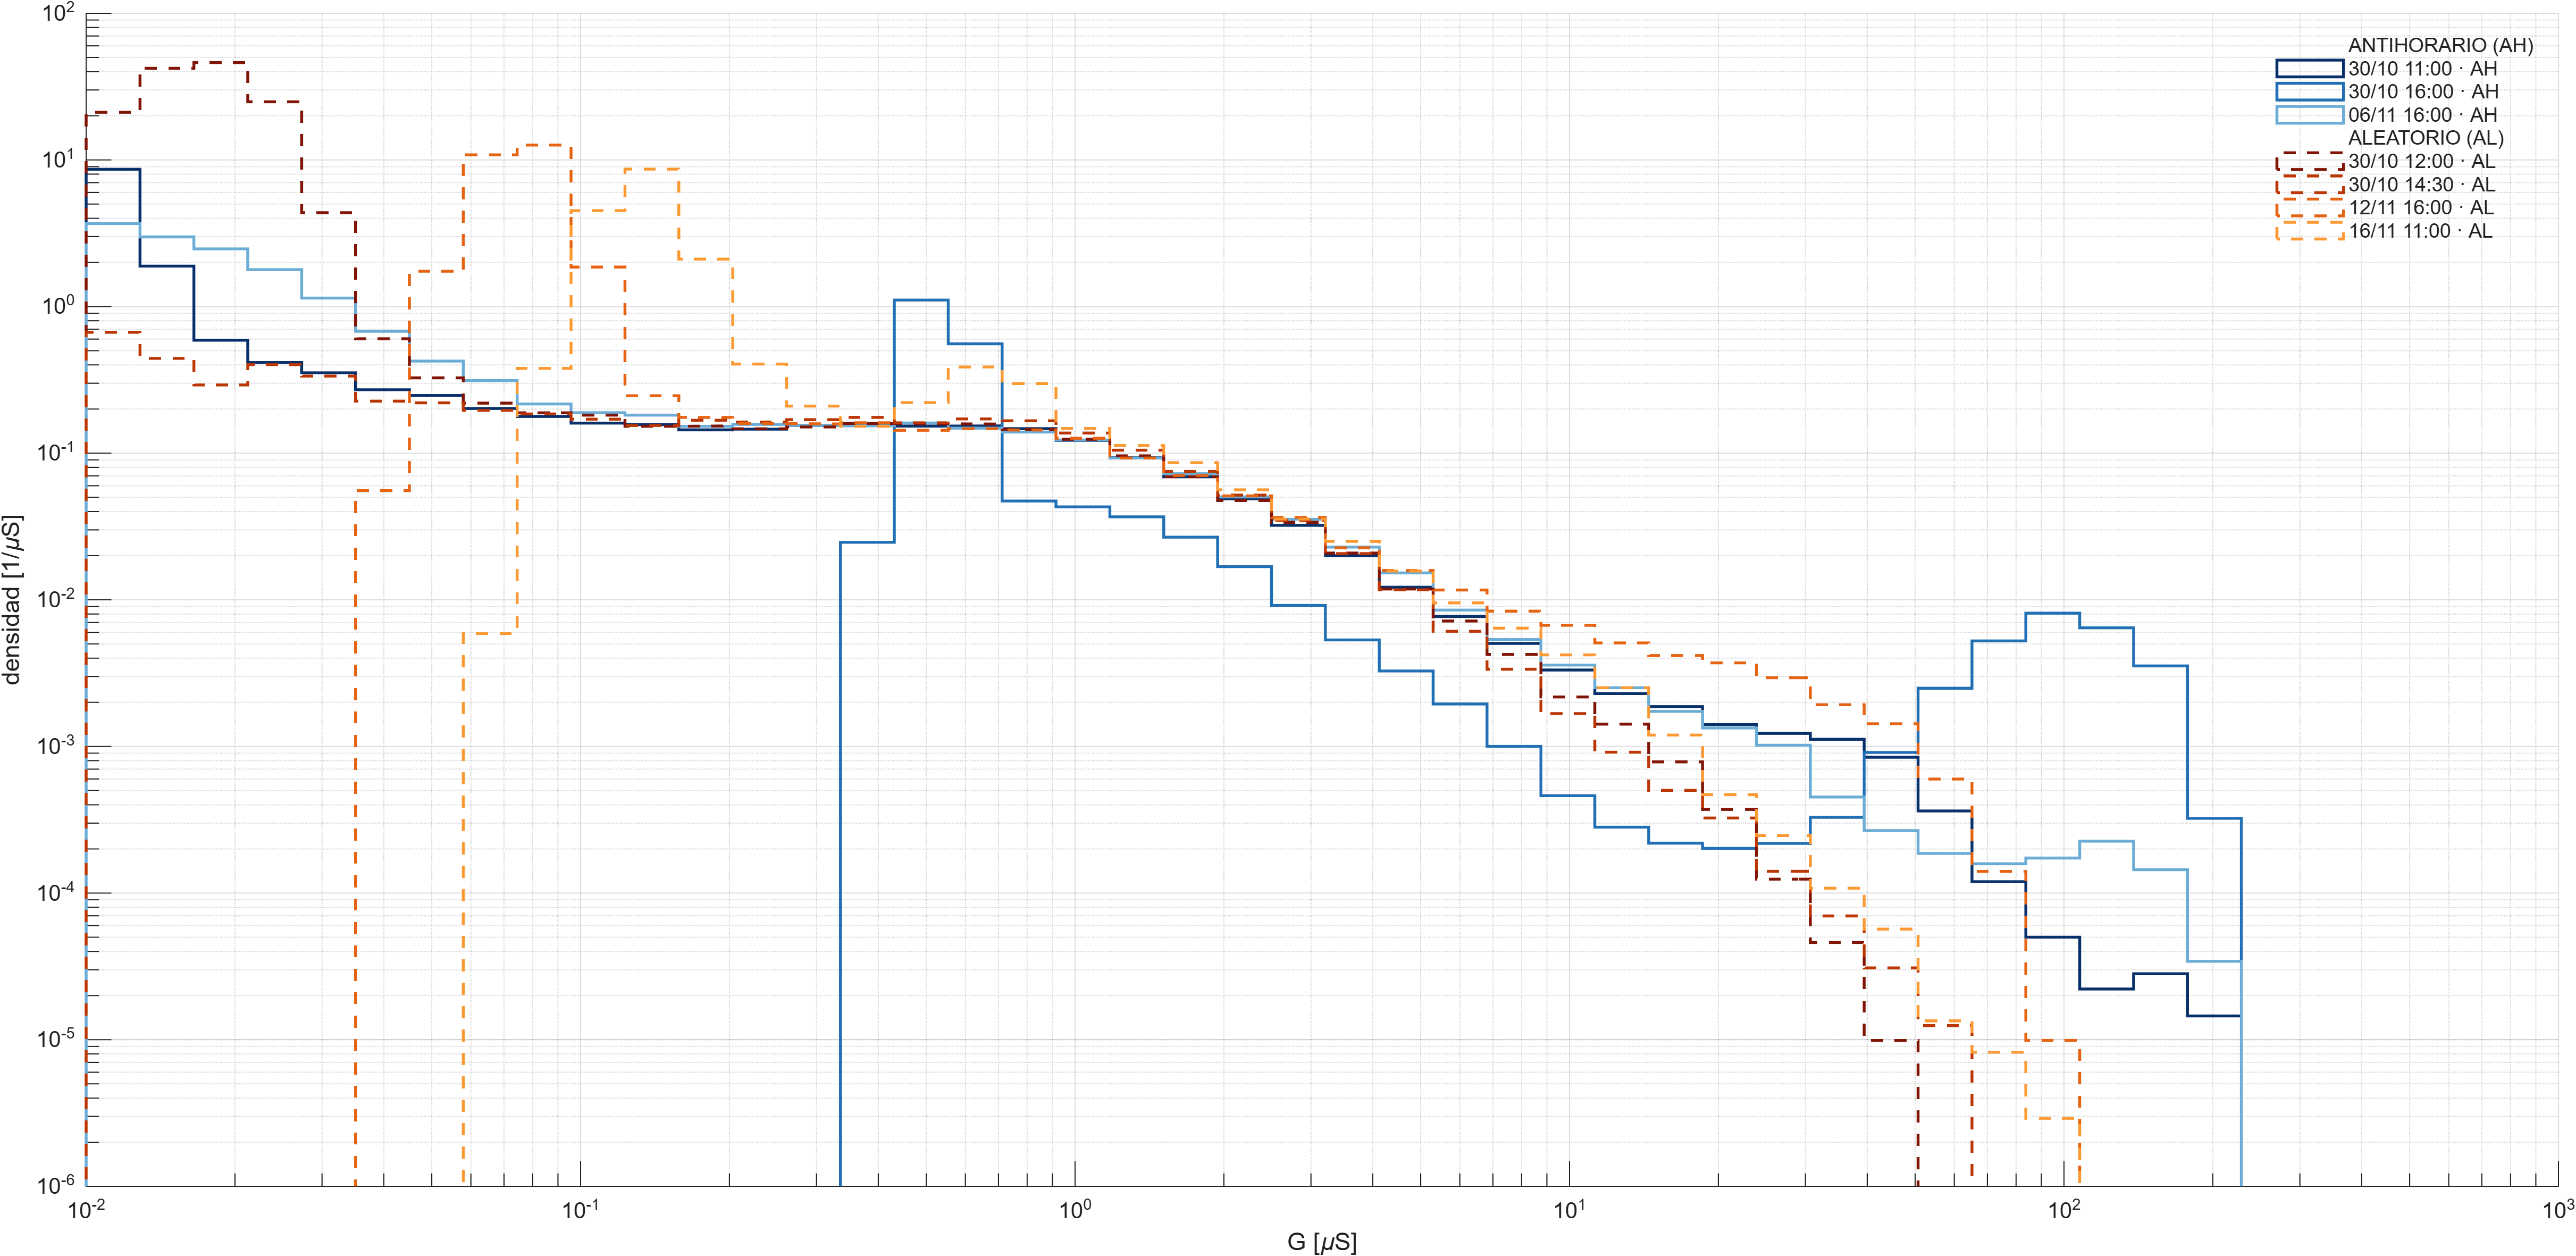 10²
10¹
10⁰
10⁻¹
10⁻²
10⁻³
10⁻⁴
10⁻⁵
10⁻⁶
densidad [1/µS]
ANTIHORARIO (AH)
30/10 11:00 · AH
30/10 16:00 · AH
06/11 16:00 · AH
ALEATORIO (AL)
30/10 12:00 · AL
30/10 14:30 · AL
12/11 16:00 · AL
16/11 11:00 · AL
10⁻² 10⁻¹ 10⁰ 10¹ 10² 10³
G [µS]